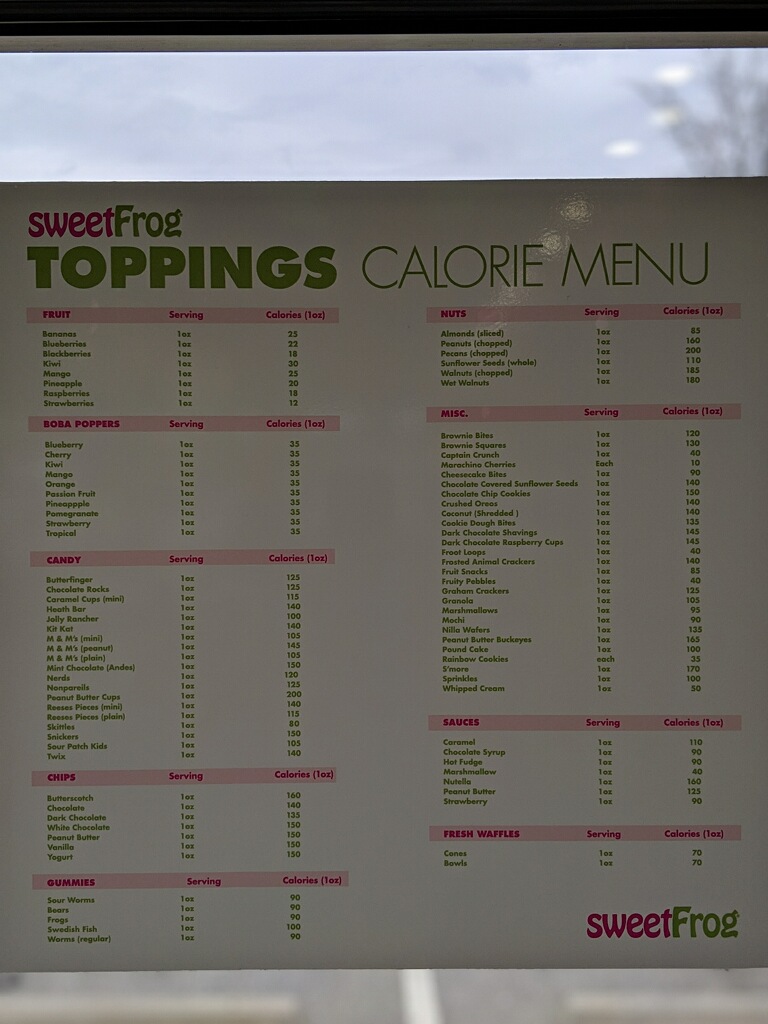 sweetFrog
TOPPINGS CALORIE MENU
FRUIT Serving Calories (1oz)
Bananas 1oz 25
Blueberries 1oz 22
Blackberries 1oz 18
Kiwi 1oz 30
Mango 1oz 25
Pineapple 1oz 20
Raspberries 1oz 18
Strawberries 1oz 12
BOBA POPPERS Serving Calories (1oz)
Blueberry 1oz 35
Cherry 1oz 35
Kiwi 1oz 35
Mango 1oz 35
Orange 1oz 35
Passion Fruit 1oz 35
Pineappple 1oz 35
Pomegranate 1oz 35
Strawberry 1oz 35
Tropical 1oz 35
CANDY Serving Calories (1oz)
Butterfinger 1oz 125
Chocolate Rocks 1oz 125
Caramel Cups (mini) 1oz 115
Heath Bar 1oz 140
Jolly Rancher 1oz 100
Kit Kat 1oz 140
M & M's (mini) 1oz 105
M & M's (peanut) 1oz 145
M & M's (plain) 1oz 105
Mint Chocolate (Andes) 1oz 150
Nerds 1oz 120
Nonpareils 1oz 125
Peanut Butter Cups 1oz 200
Reeses Pieces (mini) 1oz 140
Reeses Pieces (plain) 1oz 115
Skittles 1oz 80
Snickers 1oz 150
Sour Patch Kids 1oz 105
Twix 1oz 140
CHIPS Serving Calories (1oz)
Butterscotch 1oz 160
Chocolate 1oz 140
Dark Chocolate 1oz 135
White Chocolate 1oz 150
Peanut Butter 1oz 150
Vanilla 1oz 150
Yogurt 1oz 150
GUMMIES Serving Calories (1oz)
Sour Worms 1oz 90
Bears 1oz 90
Frogs 1oz 90
Swedish Fish 1oz 100
Worms (regular) 1oz 90
NUTS Serving Calories (1oz)
Almonds (sliced) 1oz 85
Peanuts (chopped) 1oz 160
Pecans (chopped) 1oz 200
Sunflower Seeds (whole) 1oz 110
Walnuts (chopped) 1oz 185
Wet Walnuts 1oz 180
MISC. Serving Calories (1oz)
Brownie Bites 1oz 120
Brownie Squares 1oz 130
Captain Crunch 1oz 40
Marachino Cherries Each 10
Cheesecake Bites 1oz 90
Chocolate Covered Sunflower Seeds 1oz 140
Chocolate Chip Cookies 1oz 150
Crushed Oreos 1oz 140
Coconut (Shredded ) 1oz 140
Cookie Dough Bites 1oz 135
Dark Chocolate Shavings 1oz 145
Dark Chocolate Raspberry Cups 1oz 145
Froot Loops 1oz 40
Frosted Animal Crackers 1oz 140
Fruit Snacks 1oz 85
Fruity Pebbles 1oz 40
Graham Crackers 1oz 125
Granola 1oz 105
Marshmallows 1oz 95
Mochi 1oz 90
Nilla Wafers 1oz 135
Peanut Butter Buckeyes 1oz 165
Pound Cake 1oz 100
Rainbow Cookies each 35
S'more 1oz 170
Sprinkles 1oz 100
Whipped Cream 1oz 50
SAUCES Serving Calories (1oz)
Caramel 1oz 110
Chocolate Syrup 1oz 90
Hot Fudge 1oz 90
Marshmallow 1oz 40
Nutella 1oz 160
Peanut Butter 1oz 125
Strawberry 1oz 90
FRESH WAFFLES Serving Calories (1oz)
Cones 1oz 70
Bowls 1oz 70
sweetFrog